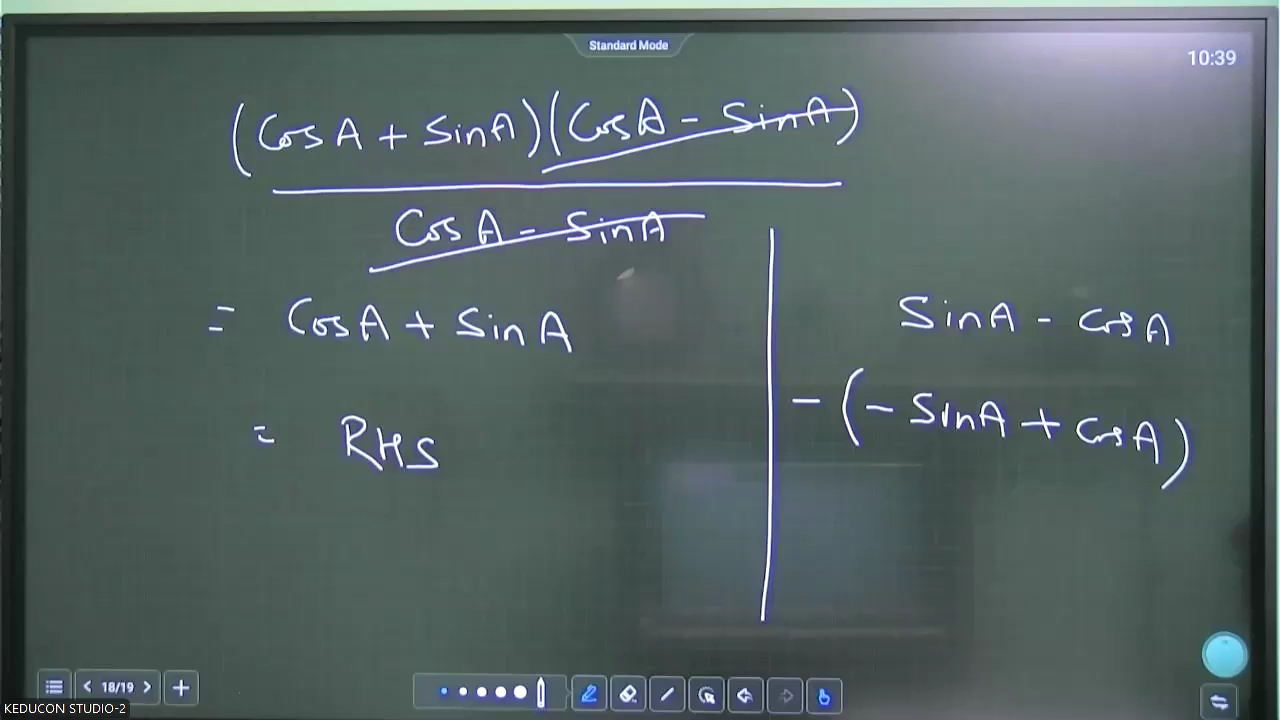 Standard Mode
10:39
(CosA + SinA)(CosA - SinA)
CosA - SinA
= CosA + SinA
= RHS
SinA - CosA
- (- SinA + CosA)
18/19
KEDUCON STUDIO-2